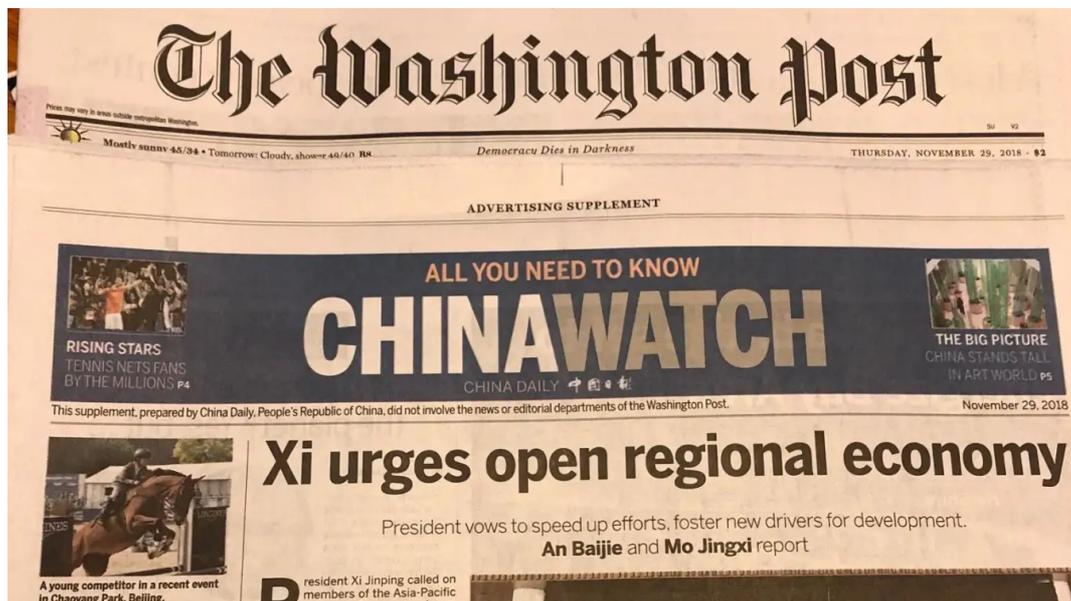 The Washington Post
Prices may vary in areas outside metropolitan Washington.
SU V2
Mostly sunny 45/34 • Tomorrow: Cloudy, shower 49/40 B8
Democracy Dies in Darkness
THURSDAY, NOVEMBER 29, 2018 · $2
ADVERTISING SUPPLEMENT
ALL YOU NEED TO KNOW
CHINAWATCH
CHINA DAILY 中国日报
RISING STARS
TENNIS NETS FANS
BY THE MILLIONS P4
THE BIG PICTURE
CHINA STANDS TALL
IN ART WORLD P5
This supplement, prepared by China Daily, People's Republic of China, did not involve the news or editorial departments of the Washington Post.
November 29, 2018
Xi urges open regional economy
President vows to speed up efforts, foster new drivers for development.
An Baijie and Mo Jingxi report
LONGINES
A young competitor in a recent event
in Chaoyang Park, Beijing.
President Xi Jinping called on
members of the Asia-Pacific